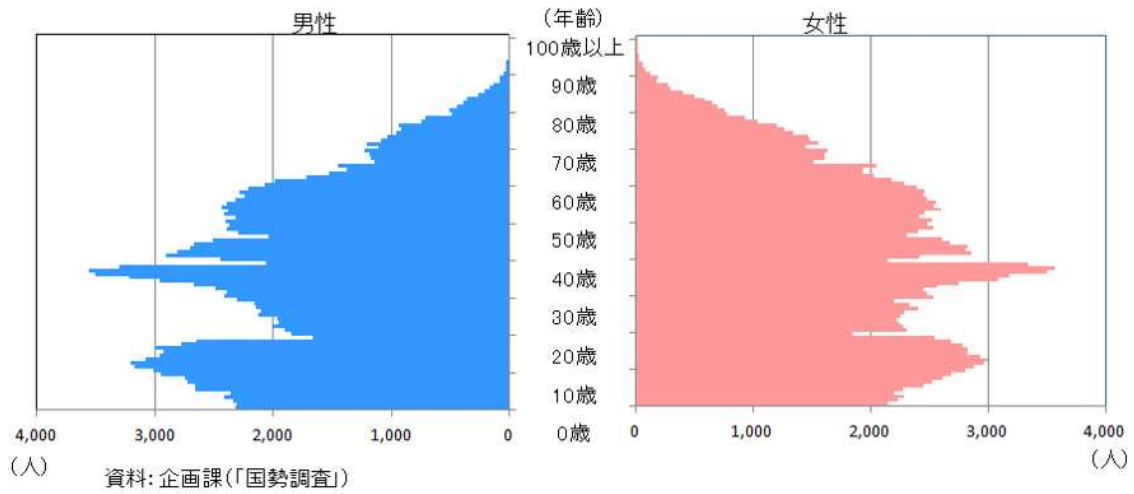 男性
(年齢)
女性
100歳以上
90歳
80歳
70歳
60歳
50歳
40歳
30歳
20歳
10歳
0歳
4,000 3,000 2,000 1,000 0
0 1,000 2,000 3,000 4,000
(人)
(人)
資料:企画課(「国勢調査」)